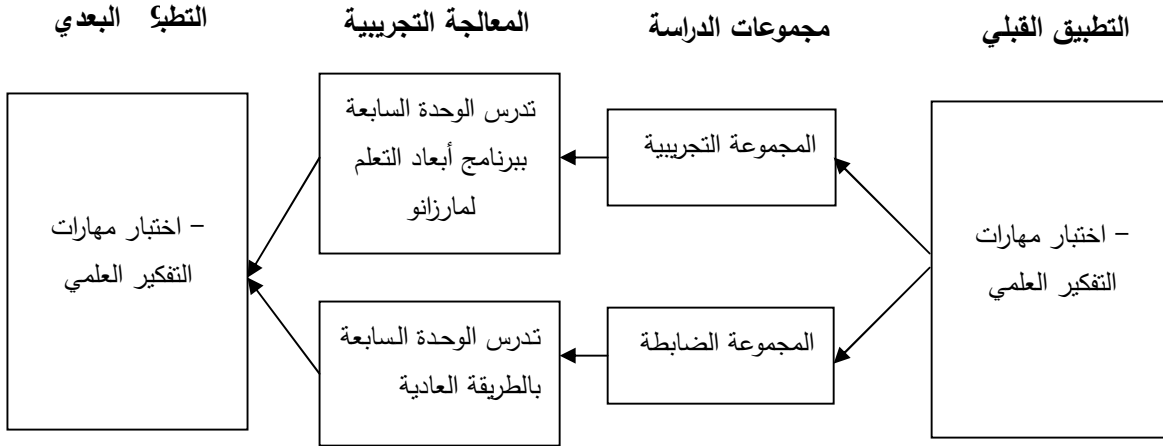 التطبيق القبلي
مجموعات الدراسة
المعالجة التجريبية
البعدي
– اختبار مهارات
التفكير العلمي
المجموعة التجريبية
المجموعة الضابطة
تدرس الوحدة السابعة
ببرنامج أبعاد التعلم
لمارزانو
تدرس الوحدة السابعة
بالطريقة العادية
– اختبار مهارات
التفكير العلمي